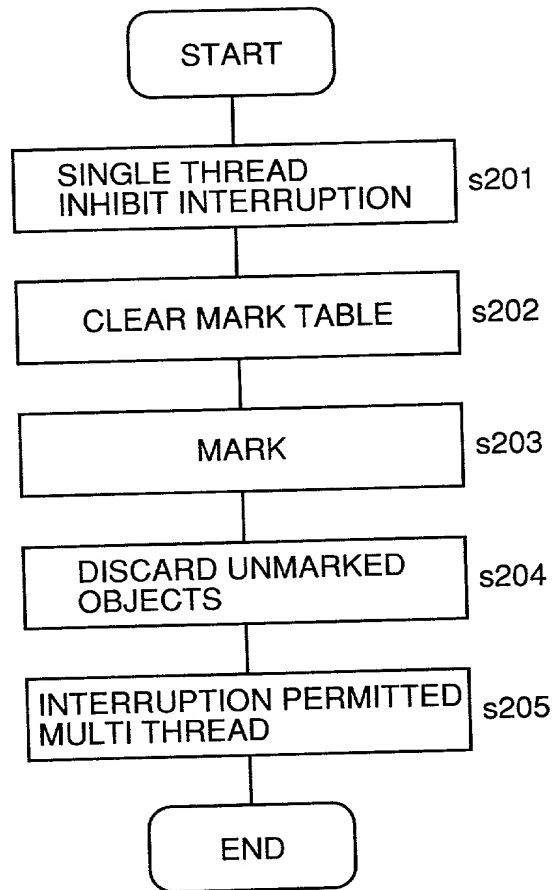 START
SINGLE THREAD
INHIBIT INTERRUPTION
s201
CLEAR MARK TABLE
s202
MARK
s203
DISCARD UNMARKED
OBJECTS
s204
INTERRUPTION PERMITTED
MULTI THREAD
s205
END